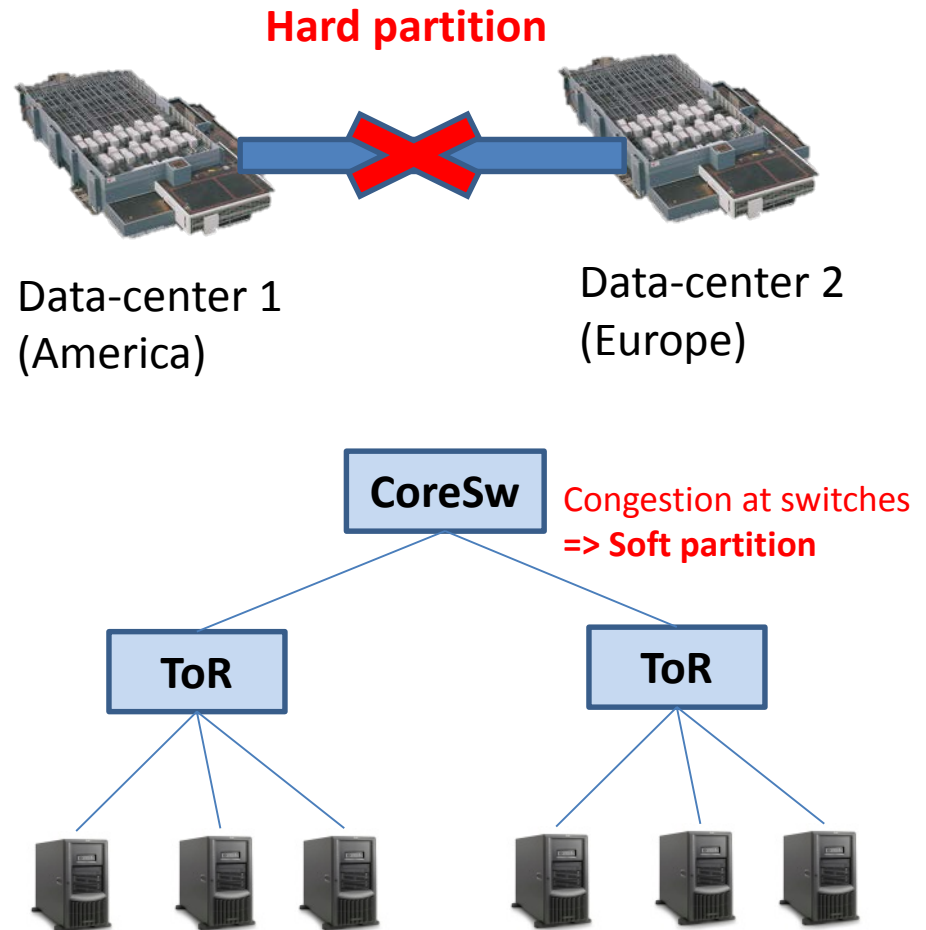 Hard partition
Data-center 1
(America)
Data-center 2
(Europe)
CoreSw
Congestion at switches
=> Soft partition
ToR
ToR